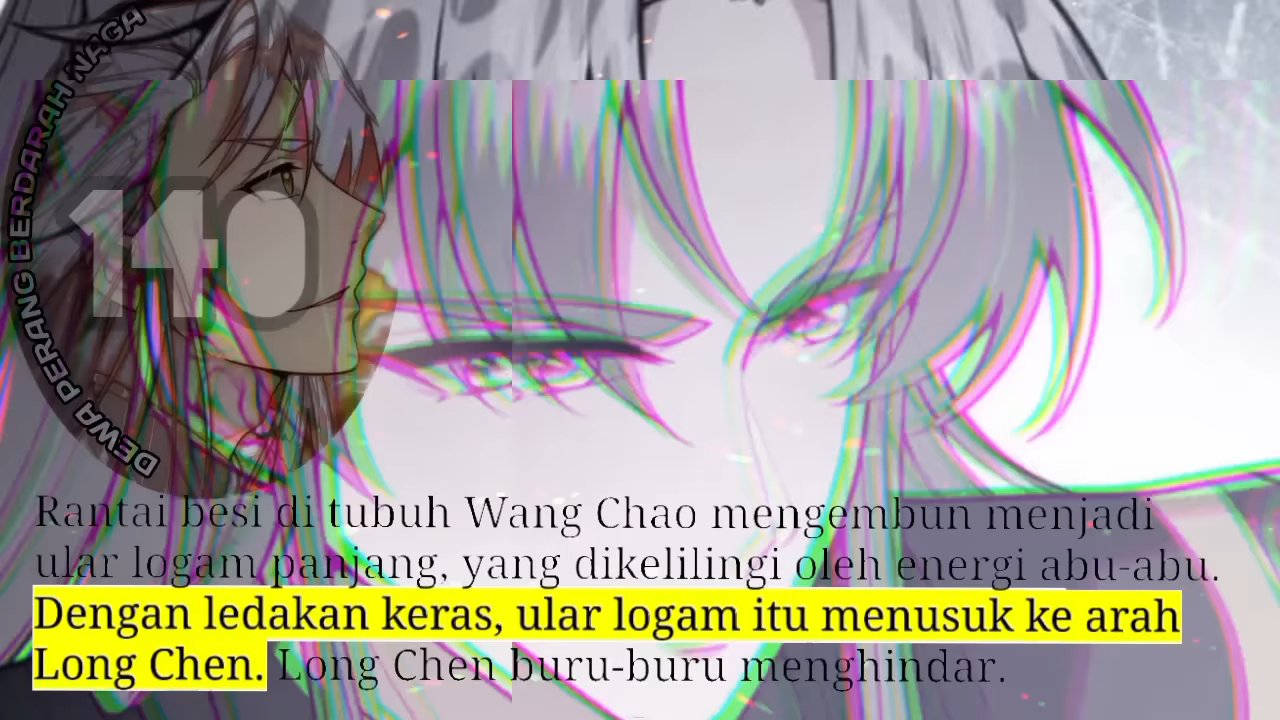 DEWA PERANG BERDARAH NAGA
140
Rantai besi di tubuh Wang Chao mengembun menjadi
ular logam panjang, yang dikelilingi oleh energi abu-abu.
Dengan ledakan keras, ular logam itu menusuk ke arah
Long Chen. Long Chen buru-buru menghindar.